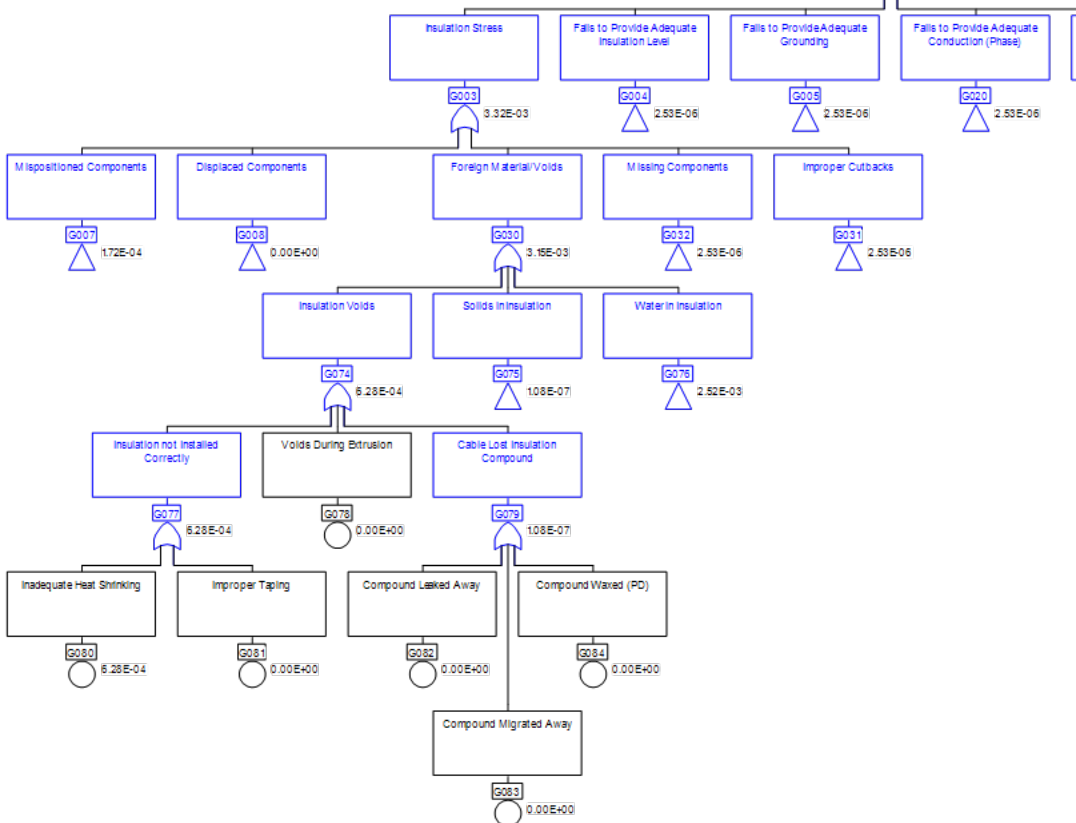 Insulation Stress
Fails to Provide Adequate
Insulation Level
Fails to Provide Adequate
Grounding
Fails to Provide Adequate
Conduction (Phase)
G003
3.32E-03
G004
2.53E-06
G005
2.53E-06
G020
2.53E-06
Mispositioned Components
Displaced Components
Foreign Material/Voids
Missing Components
Improper Cutbacks
G007
1.72E-04
G008
0.00E+00
G030
3.15E-03
G032
2.53E-06
G031
2.53E-06
Insulation Voids
Solids in Insulation
Water in Insulation
G074
6.28E-04
G075
1.08E-07
G076
2.52E-03
Insulation not Installed
Correctly
Voids During Extrusion
Cable Lost Insulation
Compound
G077
6.28E-04
G078
0.00E+00
G079
1.08E-07
Inadequate Heat Shrinking
Improper Taping
Compound Leaked Away
Compound Waxed (PD)
G080
6.28E-04
G081
0.00E+00
G082
0.00E+00
G084
0.00E+00
Compound Migrated Away
G083
0.00E+00